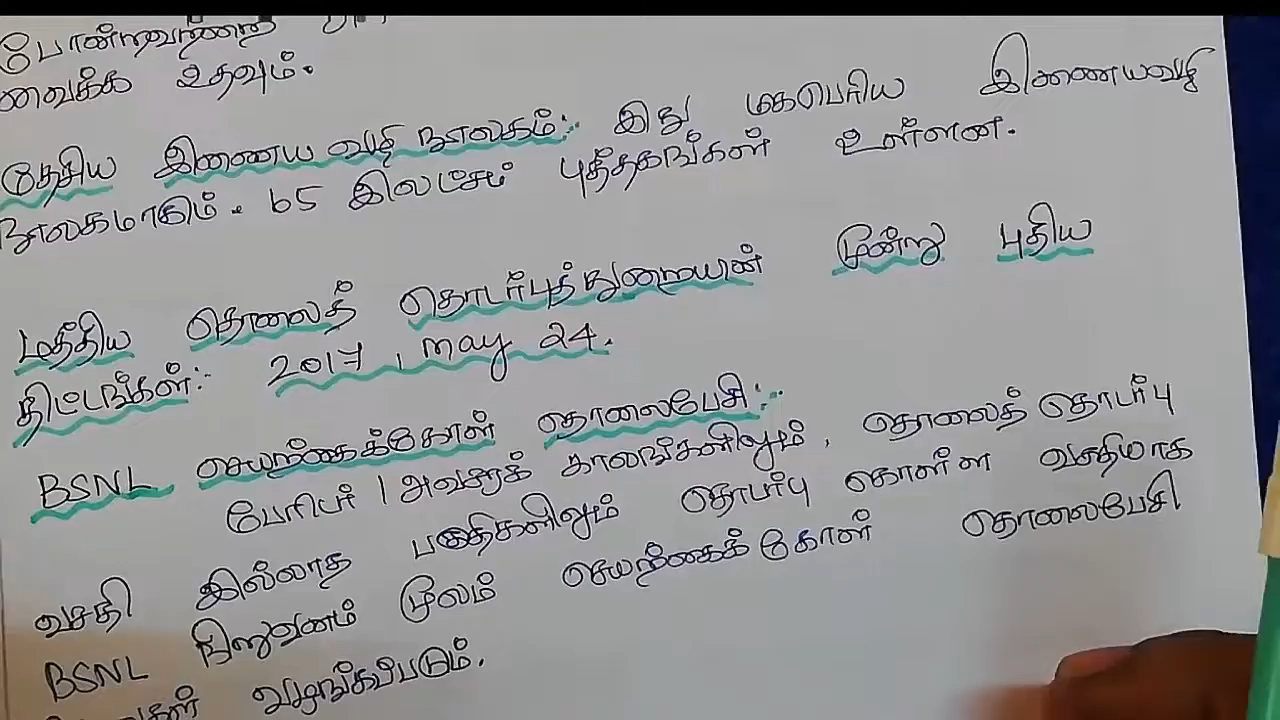 போன்றவற்றை
வைக்க உதவும்.
தேசிய இணைய வழி நூலகம்:- இது மிகபெரிய இணையவழி
நூலகமாகும். 65 இலட்சம் புத்தகங்கள் உள்ளன.
மத்திய தொலைத் தொடர்புத்துறையின் மூன்று புதிய
திட்டங்கள்:- 2017, may 24.
BSNL செயற்கைக்கோள் தொலைபேசி:-
பேரிடர் / அவசரக் காலங்களிலும், தொலைத் தொடர்பு
வசதி இல்லாத பகுதிகளிலும் தொடர்பு கொள்ள வசதியாக
BSNL நிறுவனம் மூலம் செயற்கைக்கோள் தொலைபேசி
வழங்கப்படும்.